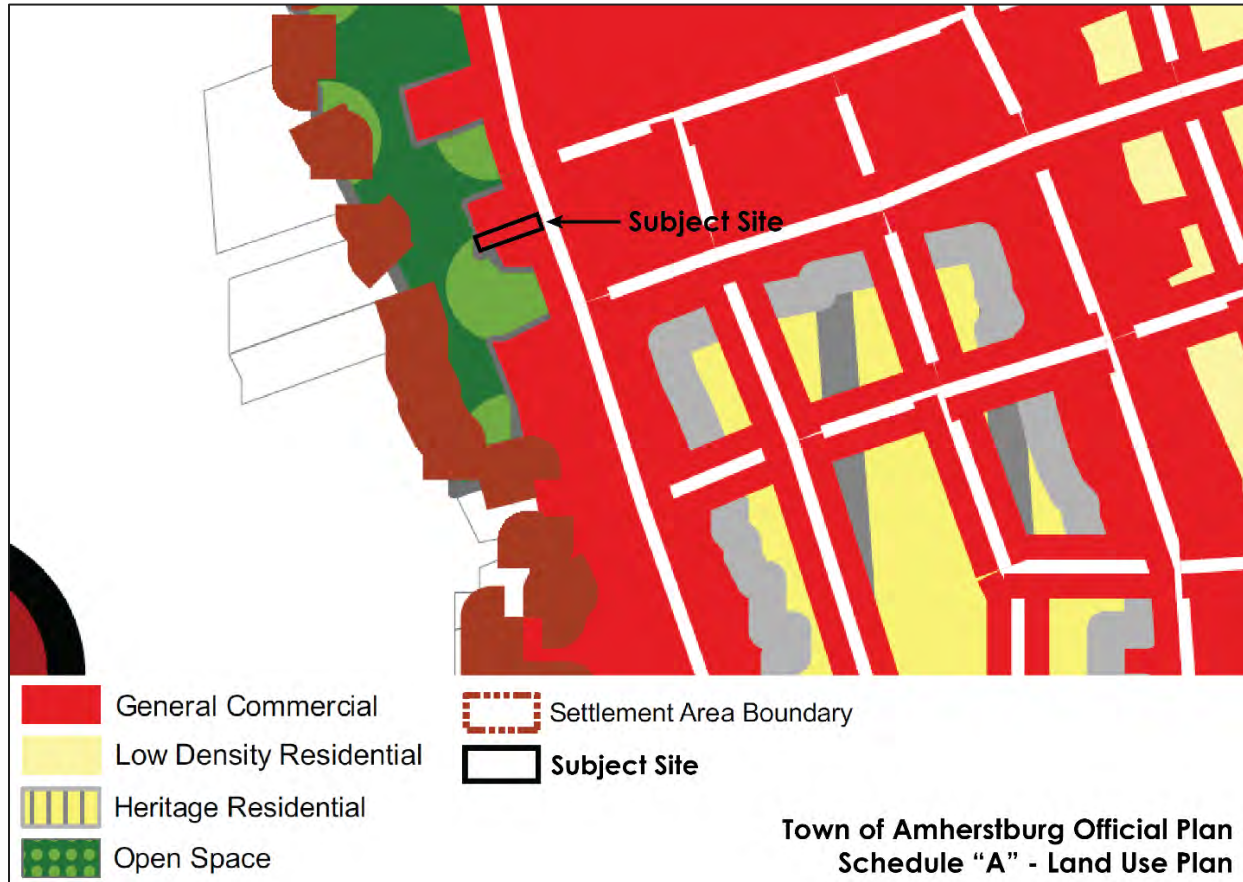 Subject Site
General Commercial
Low Density Residential
Heritage Residential
Open Space
Settlement Area Boundary
Subject Site
Town of Amherstburg Official Plan
Schedule “A” - Land Use Plan